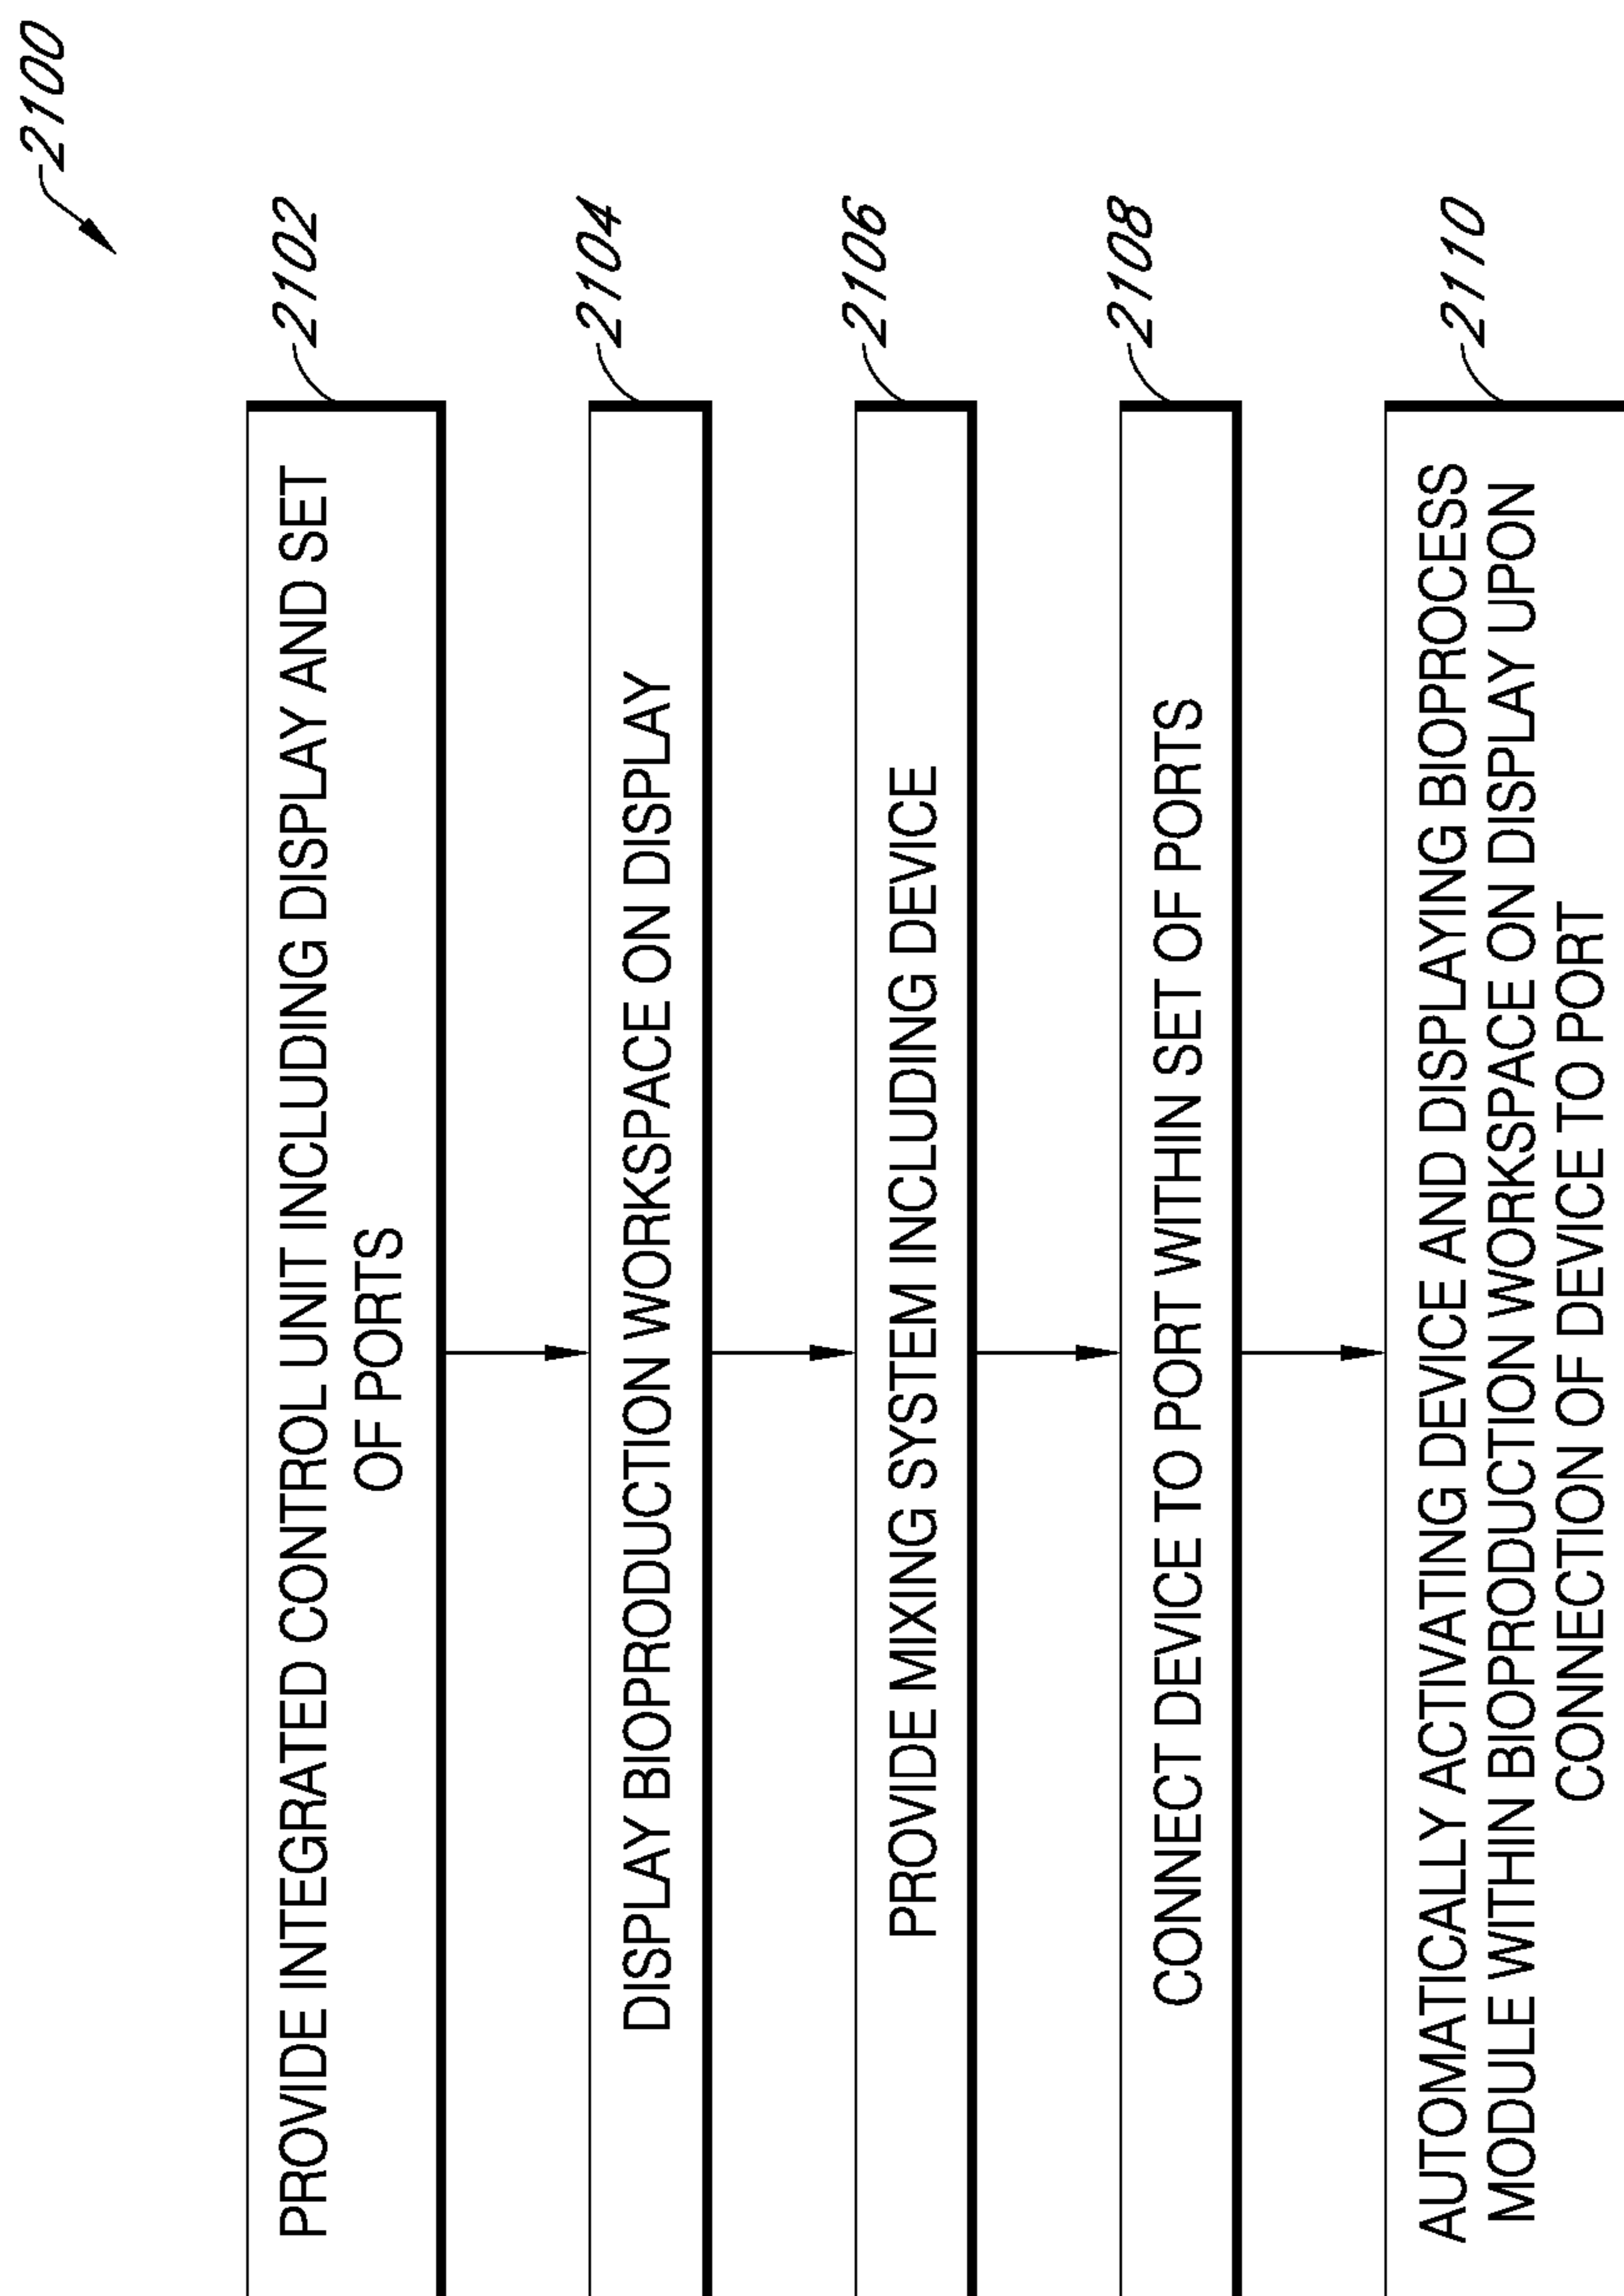 2100
2102
PROVIDE INTEGRATED CONTROL UNIT INCLUDING DISPLAY AND SET
OF PORTS
2104
DISPLAY BIOPRODUCTION WORKSPACE ON DISPLAY
2106
PROVIDE MIXING SYSTEM INCLUDING DEVICE
2108
CONNECT DEVICE TO PORT WITHIN SET OF PORTS
2110
AUTOMATICALLY ACTIVATING DEVICE AND DISPLAYING BIOPROCESS
MODULE WITHIN BIOPRODUCTION WORKSPACE ON DISPLAY UPON
CONNECTION OF DEVICE TO PORT